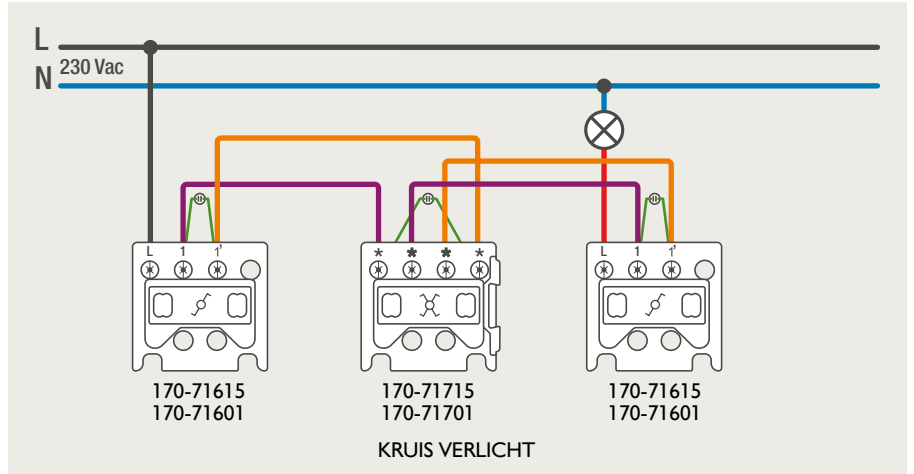 L
230 Vac
N
L 1 1' * * * * L 1 1'
170-71615 170-71715 170-71615
170-71601 170-71701 170-71601
KRUIS VERLICHT